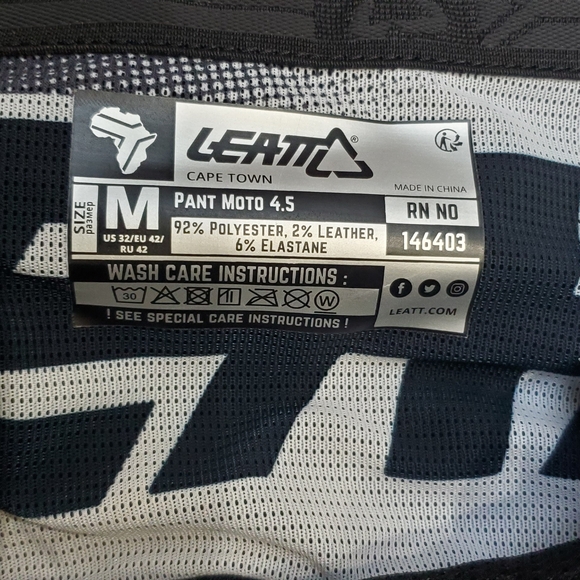 LEATT
CAPE TOWN
MADE IN CHINA
SIZE
размер
M
US 32/EU 42/
RU 42
PANT MOTO 4.5
92% POLYESTER, 2% LEATHER,
6% ELASTANE
RN NO
146403
WASH CARE INSTRUCTIONS :
30
W
! SEE SPECIAL CARE INSTRUCTIONS !
LEATT.COM